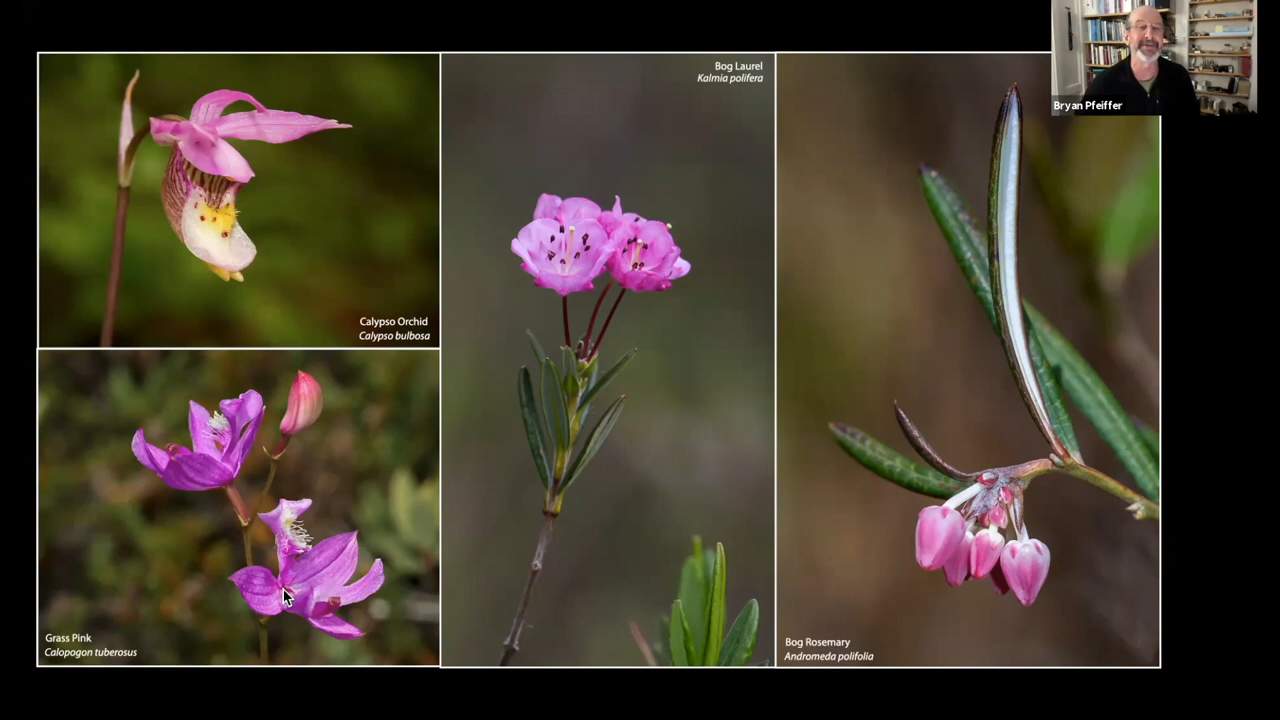 Bog Laurel
Kalmia polifera
Bryan Pfeiffer
Calypso Orchid
Calypso bulbosa
Grass Pink
Calopogon tuberosus
Bog Rosemary
Andromeda polifolia